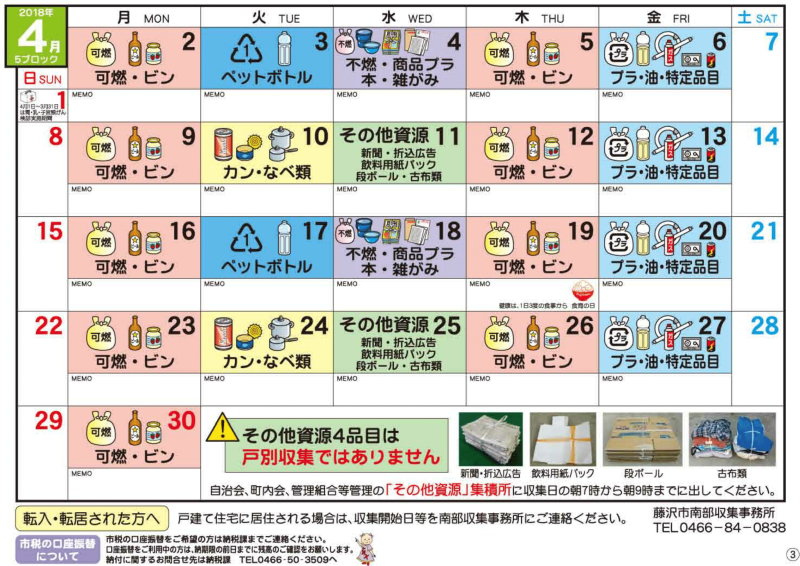 2018年
4月
5ブロック
月 MON
火 TUE
水 WED
木 THU
金 FRI
土 SAT
日 SUN
1
4月1日〜3月31日
は胃・乳・子宮頸がん
検診実施期間
可燃
2
可燃・ビン
MEMO
1
3
ペットボトル
MEMO
不燃
4
不燃・商品プラ
本・雑がみ
MEMO
可燃
5
可燃・ビン
MEMO
プラ
6
プラ・油・特定品目
MEMO
7
8
可燃
9
可燃・ビン
MEMO
10
カン・なべ類
MEMO
その他資源 11
新聞・折込広告
飲料用紙パック
段ボール・古布類
MEMO
可燃
12
可燃・ビン
MEMO
プラ
13
プラ・油・特定品目
MEMO
14
15
可燃
16
可燃・ビン
MEMO
1
17
ペットボトル
MEMO
不燃
18
不燃・商品プラ
本・雑がみ
MEMO
可燃
19
可燃・ビン
MEMO
健康は、1日3度の食事から 食育の日
プラ
20
プラ・油・特定品目
MEMO
21
22
可燃
23
可燃・ビン
MEMO
24
カン・なべ類
MEMO
その他資源 25
新聞・折込広告
飲料用紙パック
段ボール・古布類
MEMO
可燃
26
可燃・ビン
MEMO
プラ
27
プラ・油・特定品目
MEMO
28
29
可燃
30
可燃・ビン
MEMO
その他資源4品目は
戸別収集ではありません
新聞・折込広告
飲料用紙パック
段ボール
古布類
自治会、町内会、管理組合等管理の「その他資源」集積所に収集日の朝7時から朝9時までに出してください。
転入・転居された方へ
戸建て住宅に居住される場合は、収集開始日等を南部収集事務所にご連絡ください。
藤沢市南部収集事務所
TEL0466-84-0838
市税の口座振替
について
市税の口座振替をご希望の方は納税課までご連絡ください。
口座振替をご利用中の方は、納期限の前日までに残高のご確認をお願いします。
納付に関するお問合せ先は納税課 TEL0466-50-3509へ
③